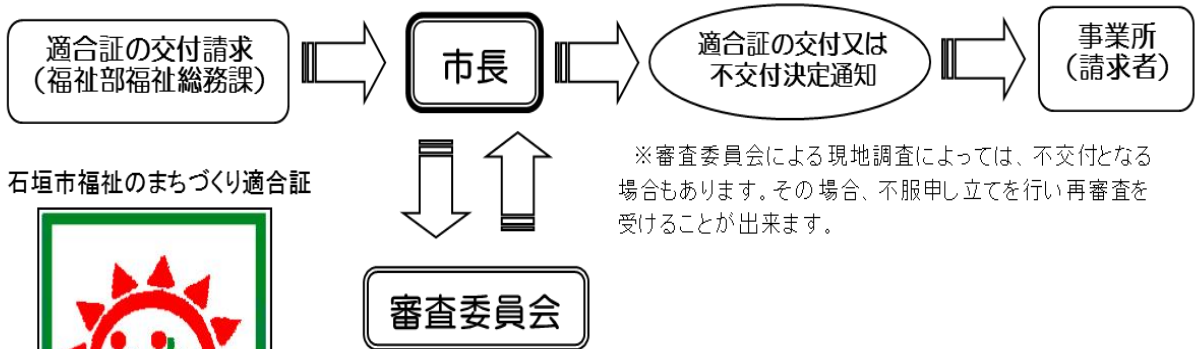 適合証の交付請求
(福祉部福祉総務課)
市長
適合証の交付又は
不交付決定通知
事業所
(請求者)
※審査委員会による現地調査によっては、不交付となる
場合もあります。その場合、不服申し立てを行い再審査を
受けることが出来ます。
石垣市福祉のまちづくり適合証
審査委員会